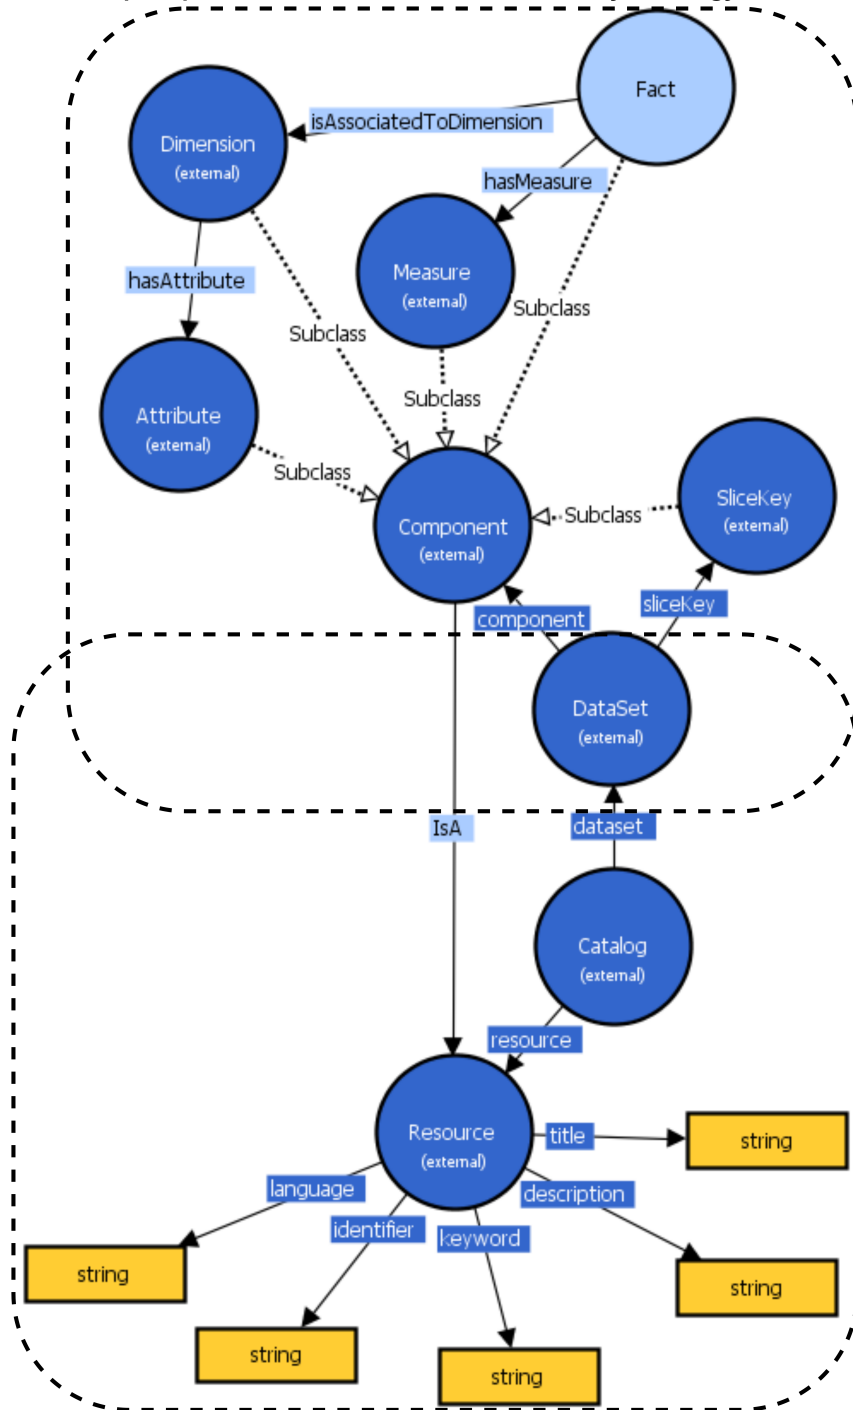 Fact
isAssociatedToDimension
Dimension
(external)
hasMeasure
Measure
(external)
hasAttribute
Subclass
Subclass
Subclass
Attribute
(external)
Subclass
Component
(external)
Subclass
SliceKey
(external)
component
sliceKey
DataSet
(external)
IsA
dataset
Catalog
(external)
resource
Resource
(external)
title
string
language
description
identifier
keyword
string
string
string
string